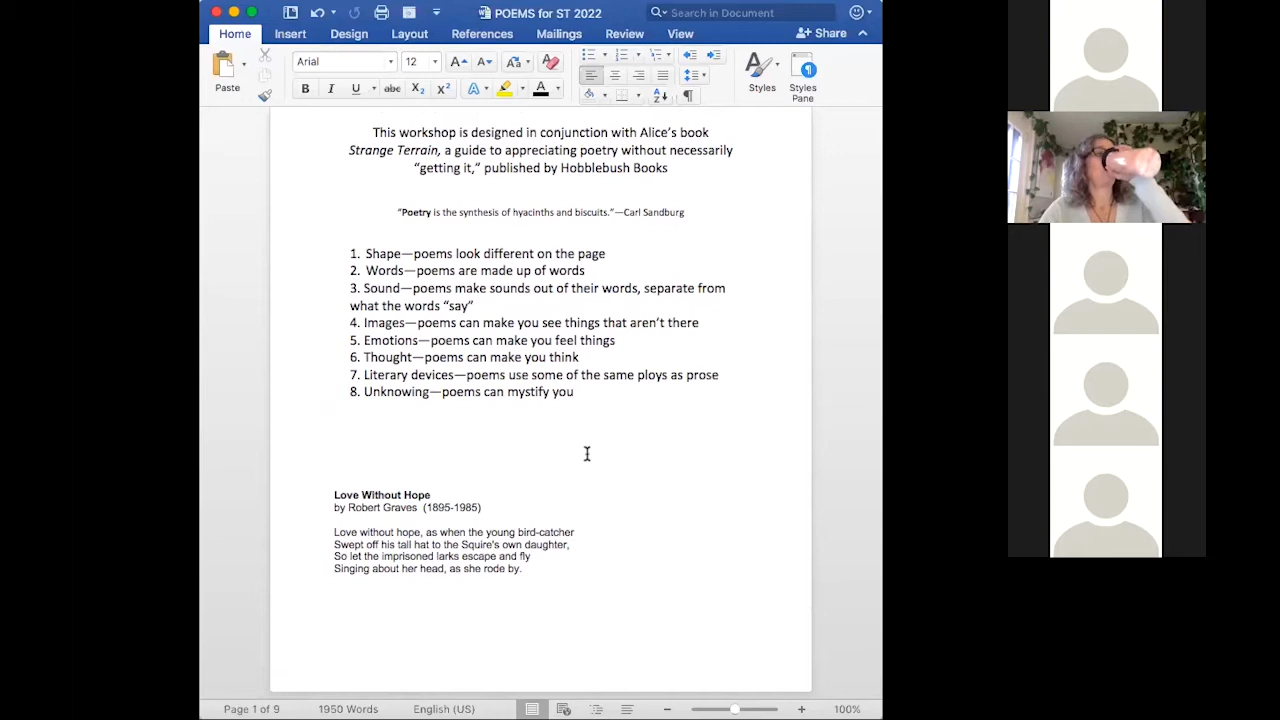 POEMS for ST 2022
Search in Document
Home Insert Design Layout References Mailings Review View Share
Paste
Arial
12
Styles
Styles Pane
This workshop is designed in conjunction with Alice's book
Strange Terrain, a guide to appreciating poetry without necessarily
“getting it,” published by Hobblebush Books
“Poetry is the synthesis of hyacinths and biscuits.”—Carl Sandburg
1. Shape—poems look different on the page
2. Words—poems are made up of words
3. Sound—poems make sounds out of their words, separate from
what the words “say”
4. Images—poems can make you see things that aren’t there
5. Emotions—poems can make you feel things
6. Thought—poems can make you think
7. Literary devices—poems use some of the same ploys as prose
8. Unknowing—poems can mystify you
Love Without Hope
by Robert Graves (1895-1985)
Love without hope, as when the young bird-catcher
Swept off his tall hat to the Squire's own daughter,
So let the imprisoned larks escape and fly
Singing about her head, as she rode by.
Page 1 of 9 1950 Words English (US) 100%